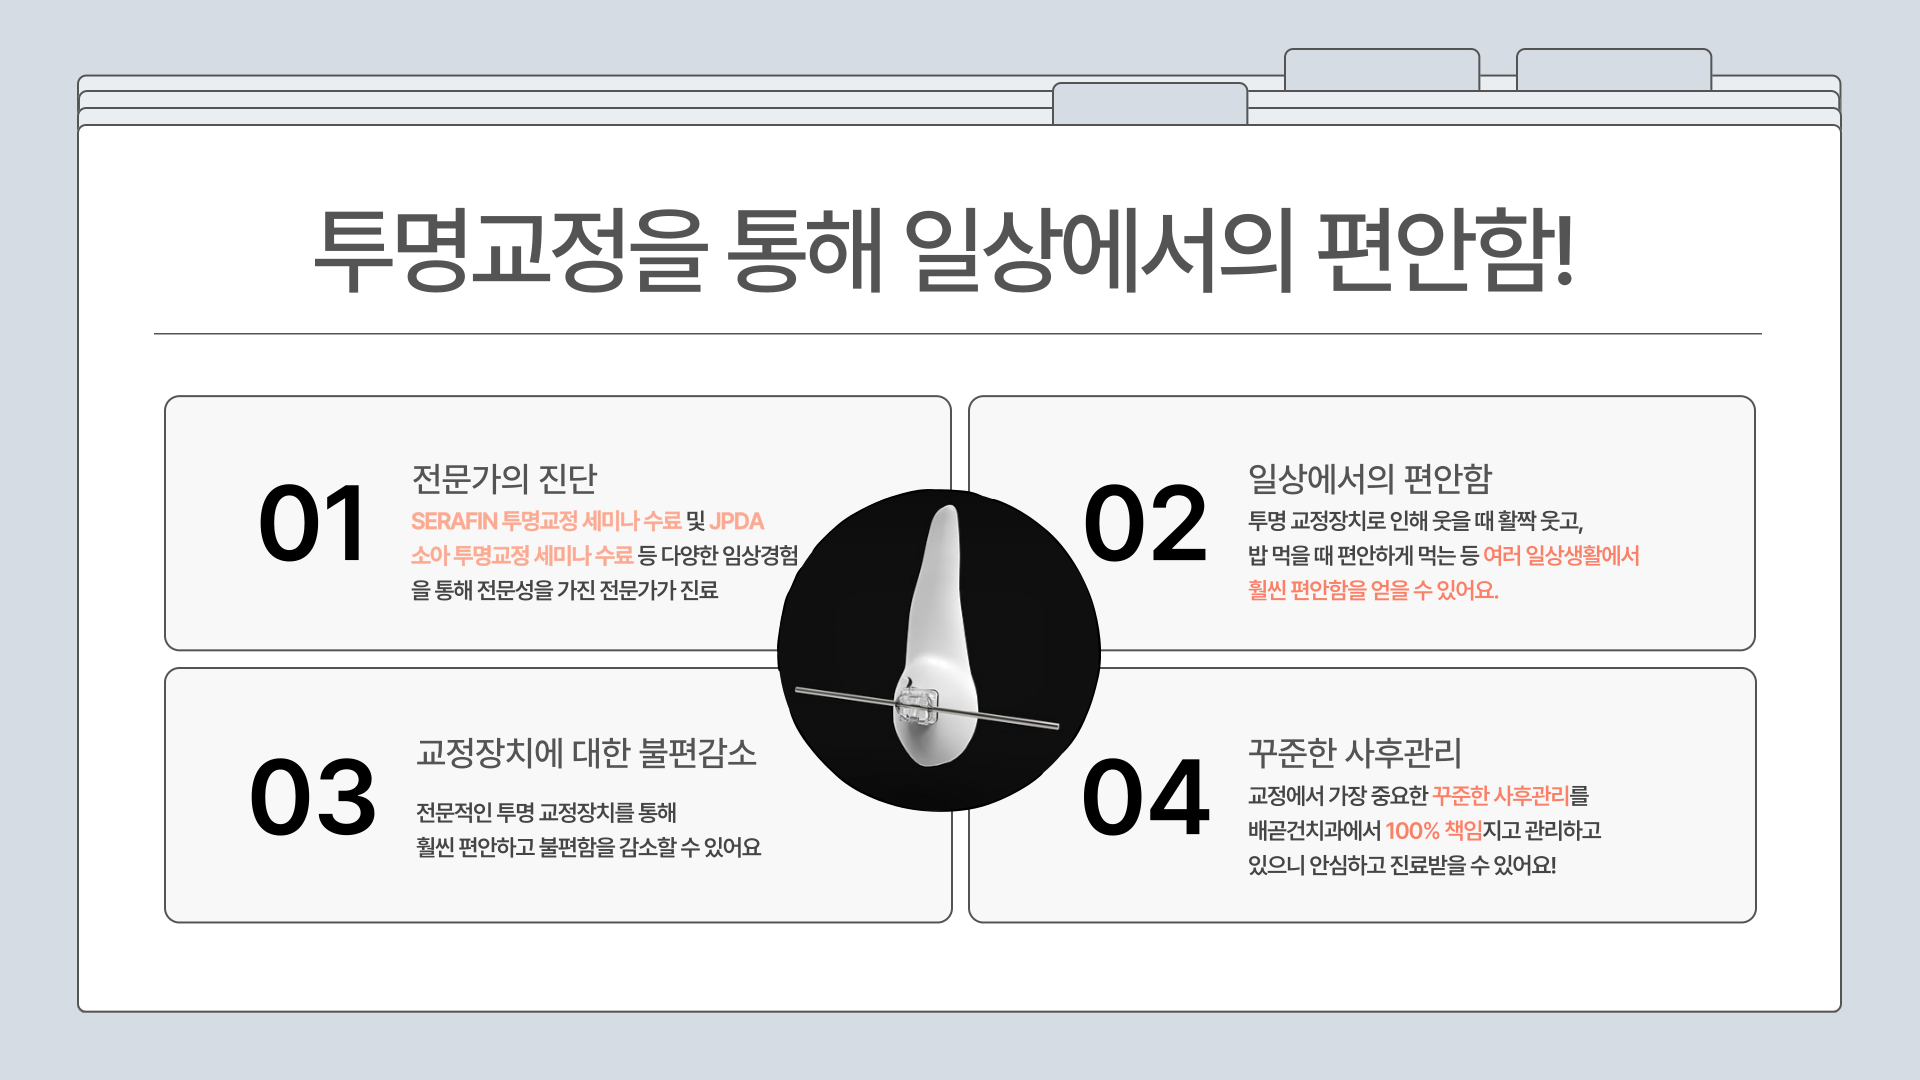 투명교정을 통해 일상에서의 편안함!
01
전문가의 진단
SERAFIN 투명교정 세미나 수료 및 JPDA
소아 투명교정 세미나 수료 등 다양한 임상경험
을 통해 전문성을 가진 전문가가 진료
02
일상에서의 편안함
투명 교정장치로 인해 웃을 때 활짝 웃고,
밥 먹을 때 편안하게 먹는 등 여러 일상생활에서
훨씬 편안함을 얻을 수 있어요.
03
교정장치에 대한 불편감소
전문적인 투명 교정장치를 통해
훨씬 편안하고 불편함을 감소할 수 있어요
04
꾸준한 사후관리
교정에서 가장 중요한 꾸준한 사후관리를
배곧건치과에서 100% 책임지고 관리하고
있으니 안심하고 진료받을 수 있어요!